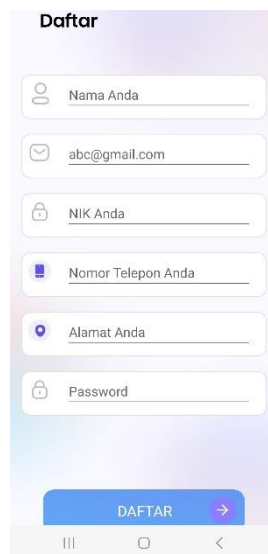 Daftar
Nama Anda
abc@gmail.com
NIK Anda
Nomor Telepon Anda
Alamat Anda
Password
DAFTAR